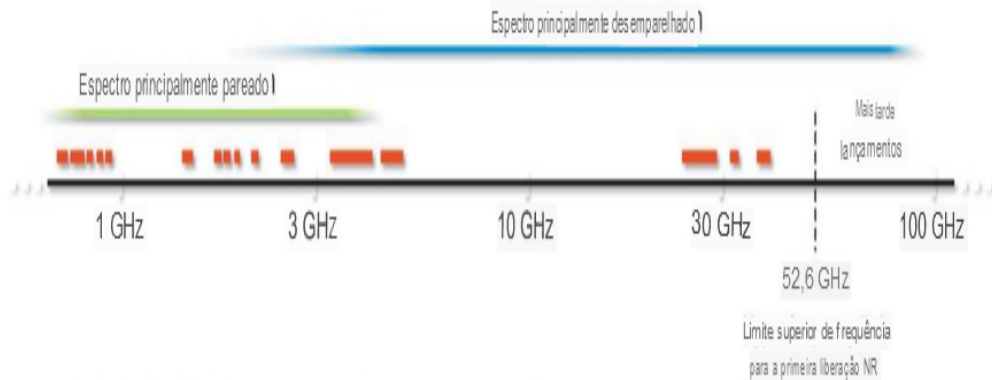 Espectro principalmente desemparelhado
Espectro principalmente pareado
Mais tarde
lançamentos
1 GHz
3 GHz
10 GHz
30 GHz
100 GHz
52,6 GHz
Limite superior de frequência
para a primeira liberação NR